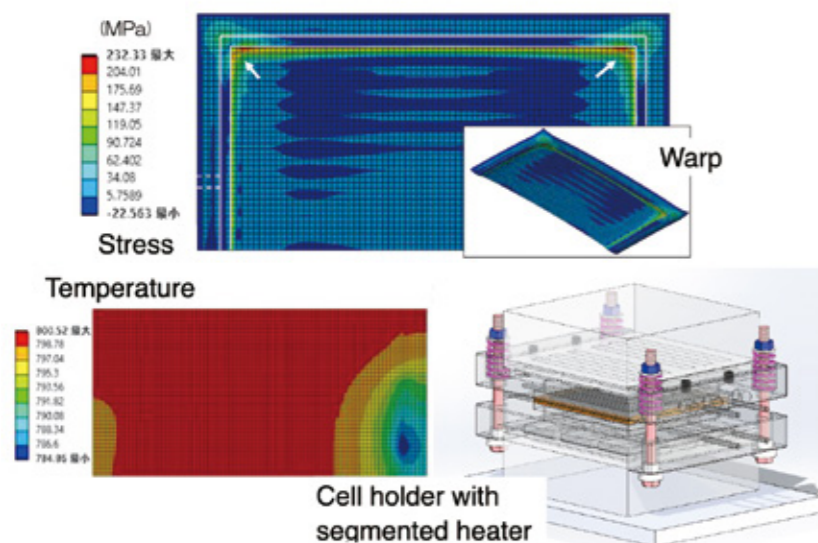 (MPa)
232.33 最大
204.01
175.69
147.37
119.05
90.724
62.402
34.08
5.7589
-22.563 最小
Stress
Warp
Temperature
800.52 最大
798.78
797.04
795.3
793.56
791.82
790.08
788.34
786.6
784.86 最小
Cell holder with
segmented heater